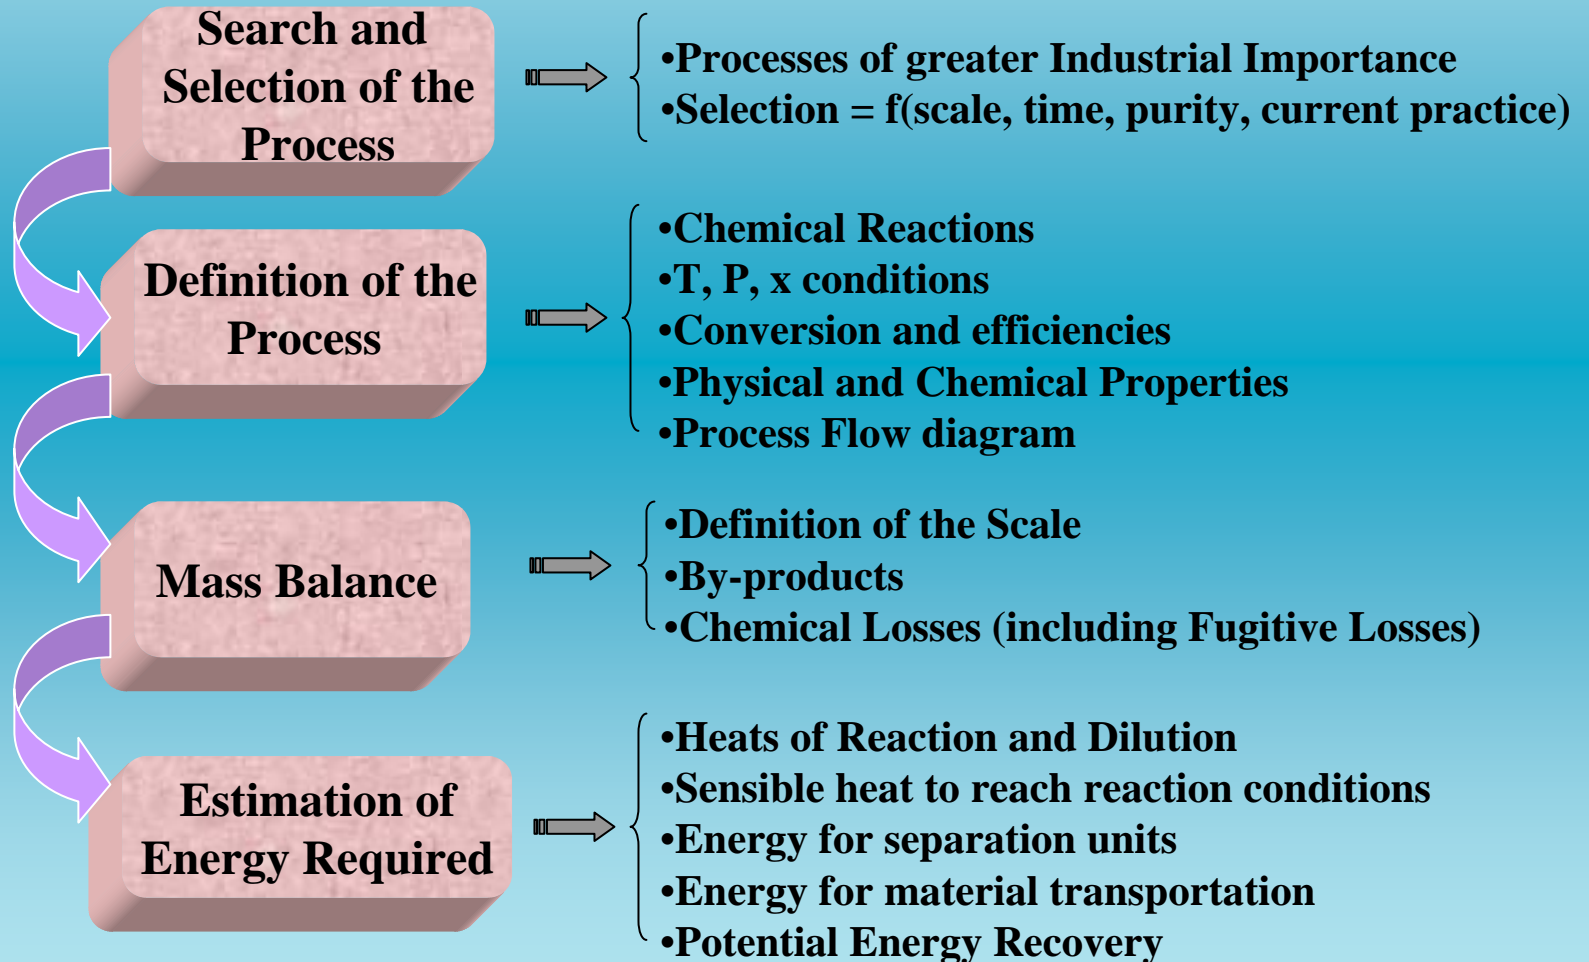 Search and
Selection of the
Process
•Processes of greater Industrial Importance
•Selection = f(scale, time, purity, current practice)
Definition of the
Process
•Chemical Reactions
•T, P, x conditions
•Conversion and efficiencies
•Physical and Chemical Properties
•Process Flow diagram
Mass Balance
•Definition of the Scale
•By-products
•Chemical Losses (including Fugitive Losses)
Estimation of
Energy Required
•Heats of Reaction and Dilution
•Sensible heat to reach reaction conditions
•Energy for separation units
•Energy for material transportation
•Potential Energy Recovery